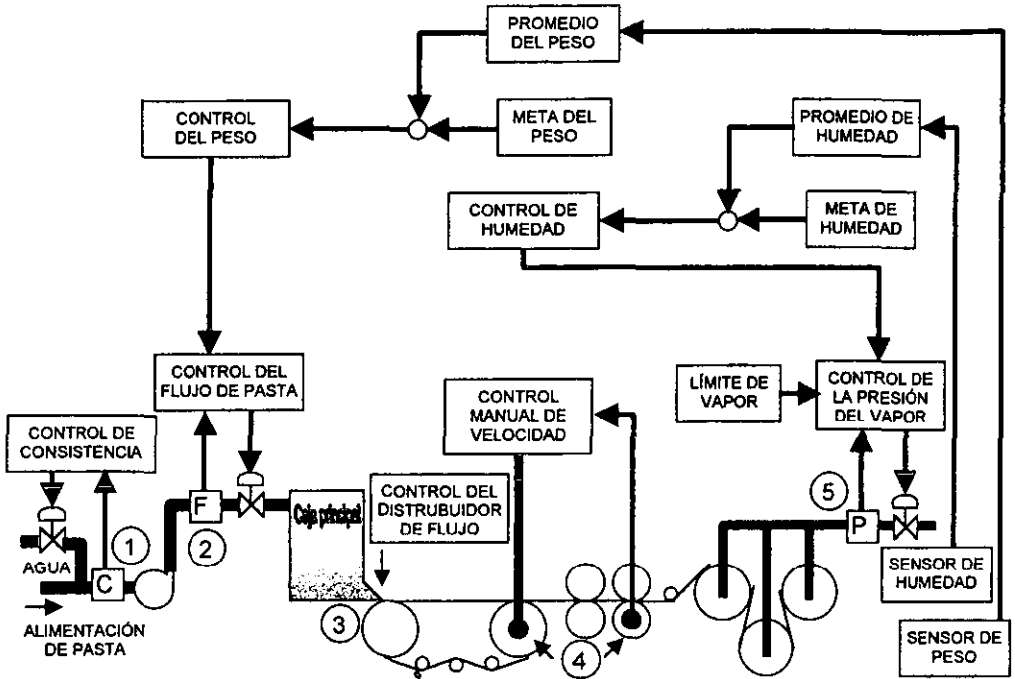 PROMEDIO
DEL PESO
CONTROL
DEL PESO
META DEL
PESO
PROMEDIO DE
HUMEDAD
CONTROL DE
HUMEDAD
META DE
HUMEDAD
CONTROL DEL
FLUJO DE PASTA
CONTROL
MANUAL DE
VELOCIDAD
LÍMITE DE
VAPOR
CONTROL DE
LA PRESIÓN
DEL VAPOR
CONTROL DE
CONSISTENCIA
CONTROL DEL
DISTRUBUIDOR
DE FLUJO
Caja principal
F
P
C
1
2
3
4
5
AGUA
ALIMENTACIÓN
DE PASTA
SENSOR DE
HUMEDAD
SENSOR DE
PESO